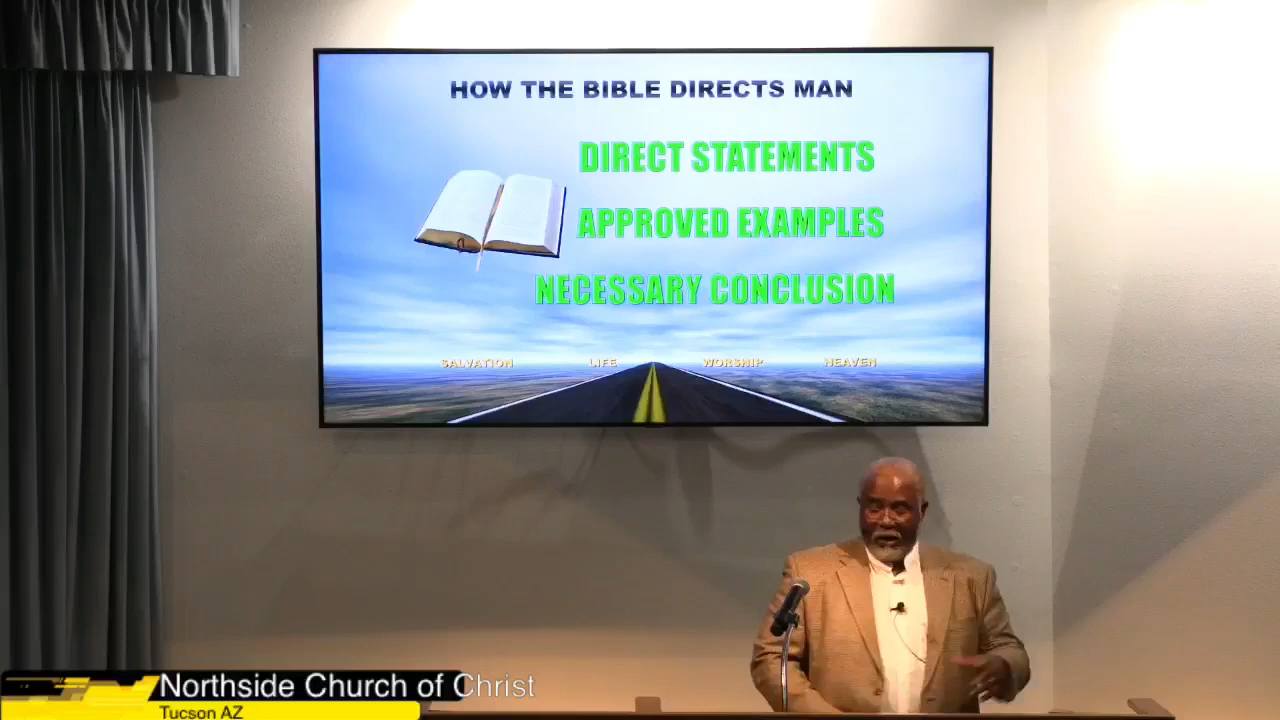 HOW THE BIBLE DIRECTS MAN
DIRECT STATEMENTS
APPROVED EXAMPLES
NECESSARY CONCLUSION
SALVATION LIFE WORSHIP HEAVEN
Northside Church of Christ
Tucson AZ